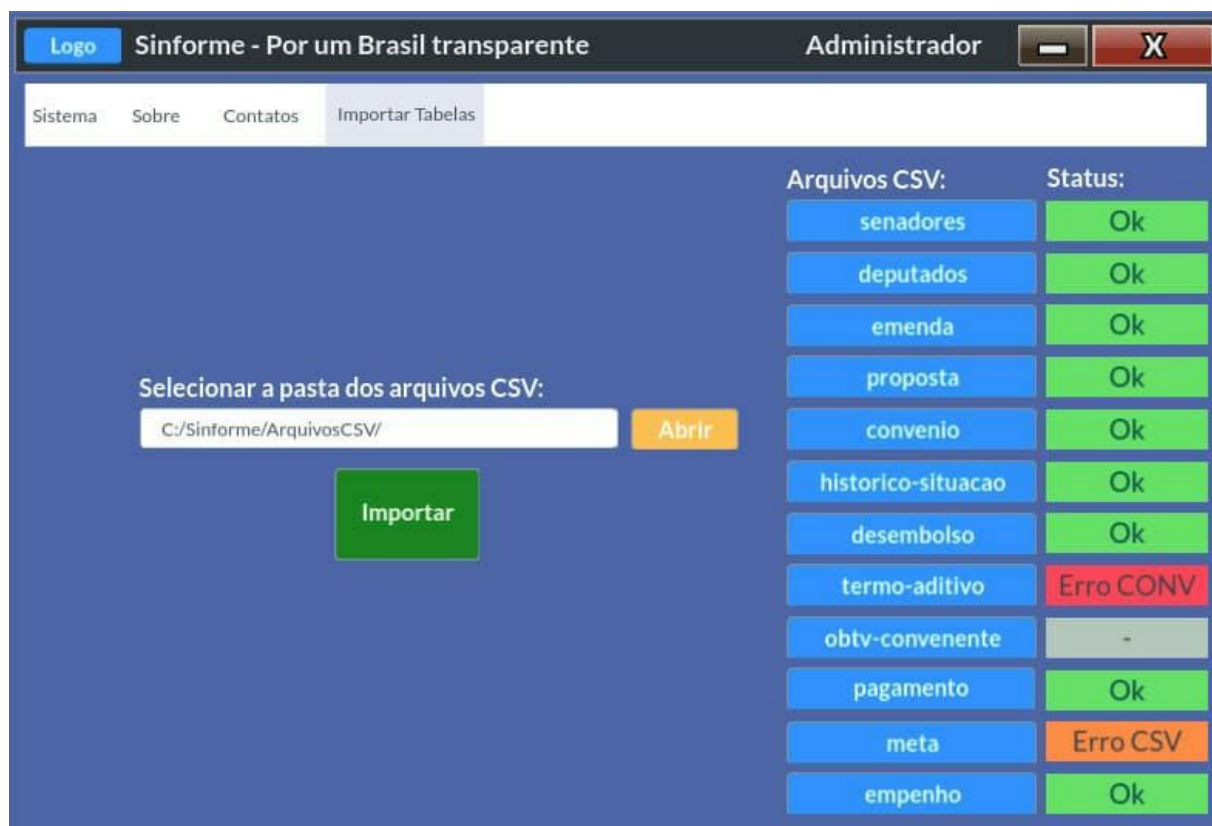 Logo Sinforme - Por um Brasil transparente Administrador X
Sistema Sobre Contatos Importar Tabelas
Arquivos CSV: Status:
senadores Ok
deputados Ok
emenda Ok
proposta Ok
Selecionar a pasta dos arquivos CSV:
C:/Sinforme/ArquivosCSV/ Abrir
convenio Ok
historico-situacao Ok
Importar
desembolso Ok
termo-aditivo Erro CONV
obtv-convenente -
pagamento Ok
meta Erro CSV
empenho Ok